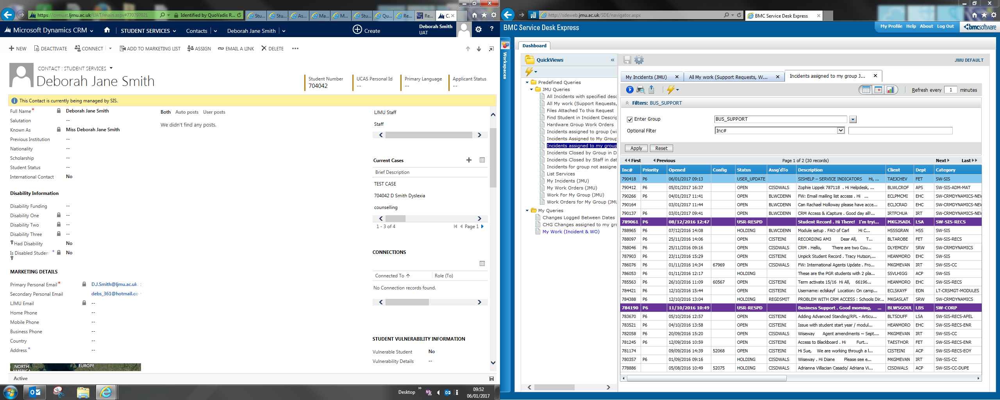 https://crmuat.ljmu.ac.uk/UAT/main.aspx#770797021
Identified by QuoVadis R...
Stu...
Stu...
As...
Ma...
M...
Stu...
Qu...
Re...
Re...
C...
Microsoft Dynamics CRM
STUDENT SERVICES
Contacts
Deborah Jane Smith
Create
Deborah Smith
UAT
?
NEW
DEACTIVATE
CONNECT
ADD TO MARKETING LIST
ASSIGN
EMAIL A LINK
DELETE
CONTACT : STUDENT SERVICES
Deborah Jane Smith
Student Number
704042
UCAS Personal Id
--
Primary Language
--
Applicant Status
--
This Contact is currently being managed by SIS.
Full Name* Deborah Jane Smith
Salutation --
Known As Miss Deborah Jane Smith
Previous Institution --
Nationality --
Scholarship --
Student Status --
International Contact No
Disability Information
Disability Funding --
Disability One --
Disability Two --
Disability Three --
Had Disability No
Is Disabled Studen + No
MARKETING DETAILS
Primary Personal Email * D.J.Smith@ljmu.ac.uk
Secondary Personal Email debs_361@hotmail.co
LJMU Email --
Home Phone --
Mobile Phone --
Business Phone --
Country --
Address + --
NORTH AMERICA
EUROPE
Active
Both Auto posts User posts
We didn't find any posts.
LJMU Staff
Staff
Current Cases
Brief Description
TEST CASE
704042 D Smith Dyslexia
counselling
1 - 3 of 4
Page 1
CONNECTIONS
Connected To Role (To)
No Connection records found.
STUDENT VULNERABILITY INFORMATION
Vulnerable Student No
Vulnerability Details --
Desktop
09:52
06/01/2017
http://sdeweb.jmu.ac.uk/SDE/navigator.aspx
BMC Service Desk Express
BMC Service Desk Express
My Profile Help About Log Out
bmcsoftware
Workspaces
Dashboard
QuickViews
JMU DEFAULT
Predefined Queries
JMU Queries
All Incidents with specified desc
All My work (Support Requests,
Files Attached To this Request
Find Student in Incident Descrip
Hardware Group Work Orders
Incidents assigned to group (wi
Incidents Assigned to My Group
Incidents assigned to my group
Incidents Closed by Group in D
Incidents Closed by Staff in dat
Incidents for group not assigne
List Services
My Incidents (JMU)
My Work Orders (JMU)
Work For My Group (JMU)
Work Orders for My Group (JMU
My Queries
Changes Logged Between Dates
CHG Changes assigned to my gro
My Work (Incident & WO)
My Incidents (JMU)
All My work (Support Requests, W...
Incidents assigned to my group J...
Refresh every 1 minutes
Filters: BUS_SUPPORT
Enter Group BUS_SUPPORT
Optional Filter Inc#
Apply Reset
First Previous Page 1 of 2 (30 records) Next Last
Inc# Priority Opened Config Status Assg'dTo Description Client Dept Category
790418 P6 06/01/2017 09:13 USER_UPDATE SISHELP – SERVICE INDICATORS Hi, ... TAEJCHEV FET SW-SIS
790412 P6 05/01/2017 16:37 OPEN CISDWALS Zophie Lippek 787118 . Hi Helpdesk, ... BLWLCROF APS SW-SIS-ADM-MAT
790266 P6 04/01/2017 11:41 OPEN BLWCDENN FW: Email mailing list access . Hi ... ECLPMCMI EHC SW-CRMDYNAMICS-NEW
790164 03/01/2017 11:44 OPEN BLWCDENN Can Rachael Holloway please have acce... ECLJCRAD EHC SW-CRMDYNAMICS-NEW
790137 P6 03/01/2017 09:41 OPEN BLWCDENN CRM Access & iCapture . Good day all!... IRTFCHUA IRT SW-CRMDYNAMICS-NEW
789061 P6 08/12/2016 12:47 USR-RESPD Student Record . Hi There! I'm tryi... MKGJSADL LSA SW-SIS-RECS
788965 P6 07/12/2016 14:08 HOLDING BLWCDENN Module setup . FAO of Carl Hi C... HSSSGRAN HSS SW-SIS
788097 P6 25/11/2016 14:06 OPEN CISTEINI RECORDING AM3 Dear All, T... BLTAROBE FET SW-SIS-RECS
788046 P6 25/11/2016 09:16 OPEN CISDWALS CRM . Hello, There are two Cou... DLYEMCEV SRW SW-CRMDYNAMICS
787903 P6 23/11/2016 15:29 OPEN CISTEINI Unpick Student Record . Tracy Hutson,... HEANMORO EHC SW-SIS
786076 P6 01/11/2016 14:34 67969 OPEN CISDWALS FW: International Agents Update . Fro... MKGMEVAN IRT SW-SIS-CC
786053 P6 01/11/2016 12:17 HOLDING These are the PGR students with 2 pla... SSVLHIGG ACP SW-SIS
785563 P6 26/10/2016 11:09 60567 OPEN CISTEINI Term activate 15/16 Hi All, 66196... HEANMORO EHC SW-SIS-RECS
784421 P6 12/10/2016 15:44 OPEN CISTEINI Username: eclskayf Location: On camp... ECLSKAYF EDN LT-CRSMGT-MODULES
784388 P6 12/10/2016 13:04 HOLDING REGDSMIT PROBLEM WITH CRM ACCESS : Schools Dir... MKGASLAT SRW SW-CRMDYNAMICS
784190 P6 11/10/2016 10:49 USR-RESPD Business Support . Good morning, ... BLWSGOUL LBS SW-CORP
783670 P6 05/10/2016 12:57 OPEN CISTEINI Adding Advanced Standing/RPL - Articu... BLTSDUFF LSA SW-SIS-RECS-APEL
783521 P6 04/10/2016 13:58 OPEN CISTEINI Issue with student start year / modul... HEANMORO EHC SW-SIS-RECS-ENR
782058 P6 20/09/2016 15:20 OPEN CISDWALS Wiseway Agent amendments ~ Sept.... MKGMEVAN IRT SW-SIS-CC
781245 P6 12/09/2016 10:59 OPEN CISTEINI Access to Blackboard . Hi Furt... TAESTHOR FET SW-SIS-RECS-ENR
781174 09/09/2016 14:39 52068 OPEN CISDWALS Hi Sue, We are working through a l... CISTEINI ACP SW-SIS-RECS-EOY
780357 P6 01/09/2016 09:16 HOLDING CISDWALS Wiseway . Hi Diane Please see e... MKGMEVAN IRT SW-SIS-CC
778886 05/08/2016 10:49 52075 HOLDING CISDWALS Adrianna Villacian Casado/ Adriana Vi... CISDWALS ACP SW-SIS-CC-DUPE